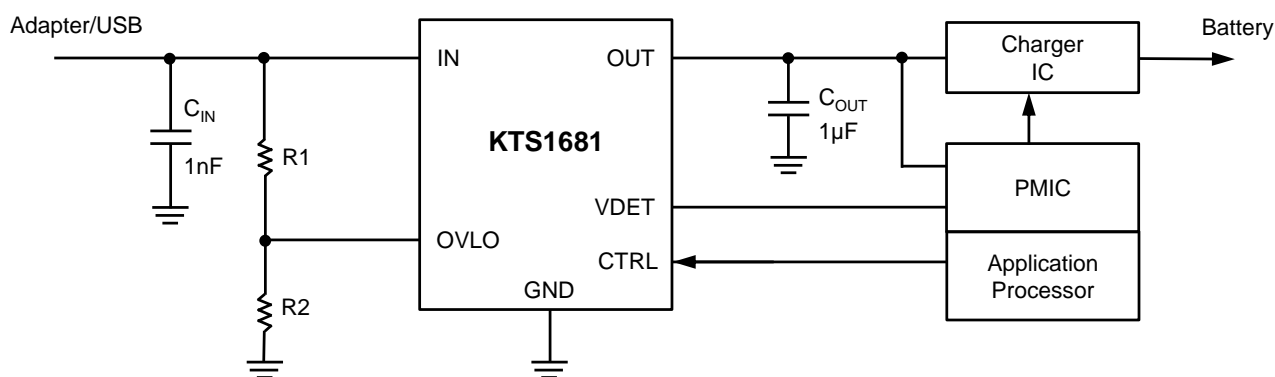 Adapter/USB
Battery
IN
OUT
Charger
IC
C_IN
1nF
R1
C_OUT
1µF
KTS1681
PMIC
VDET
OVLO
CTRL
Application
Processor
GND
R2